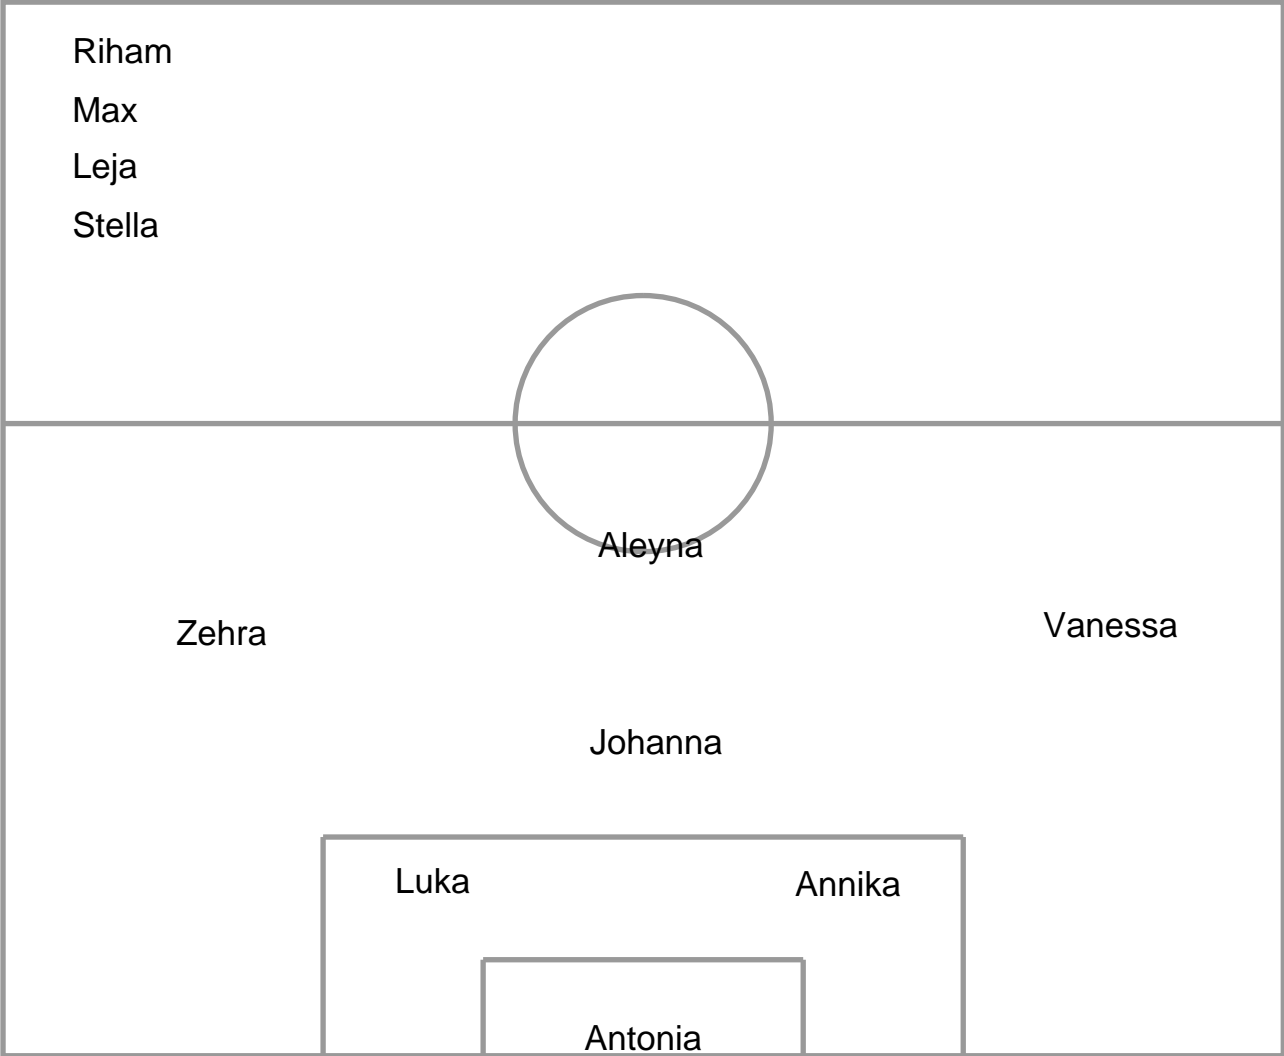 Riham
Max
Leja
Stella
Aleyna
Zehra
Vanessa
Johanna
Luka
Annika
Antonia